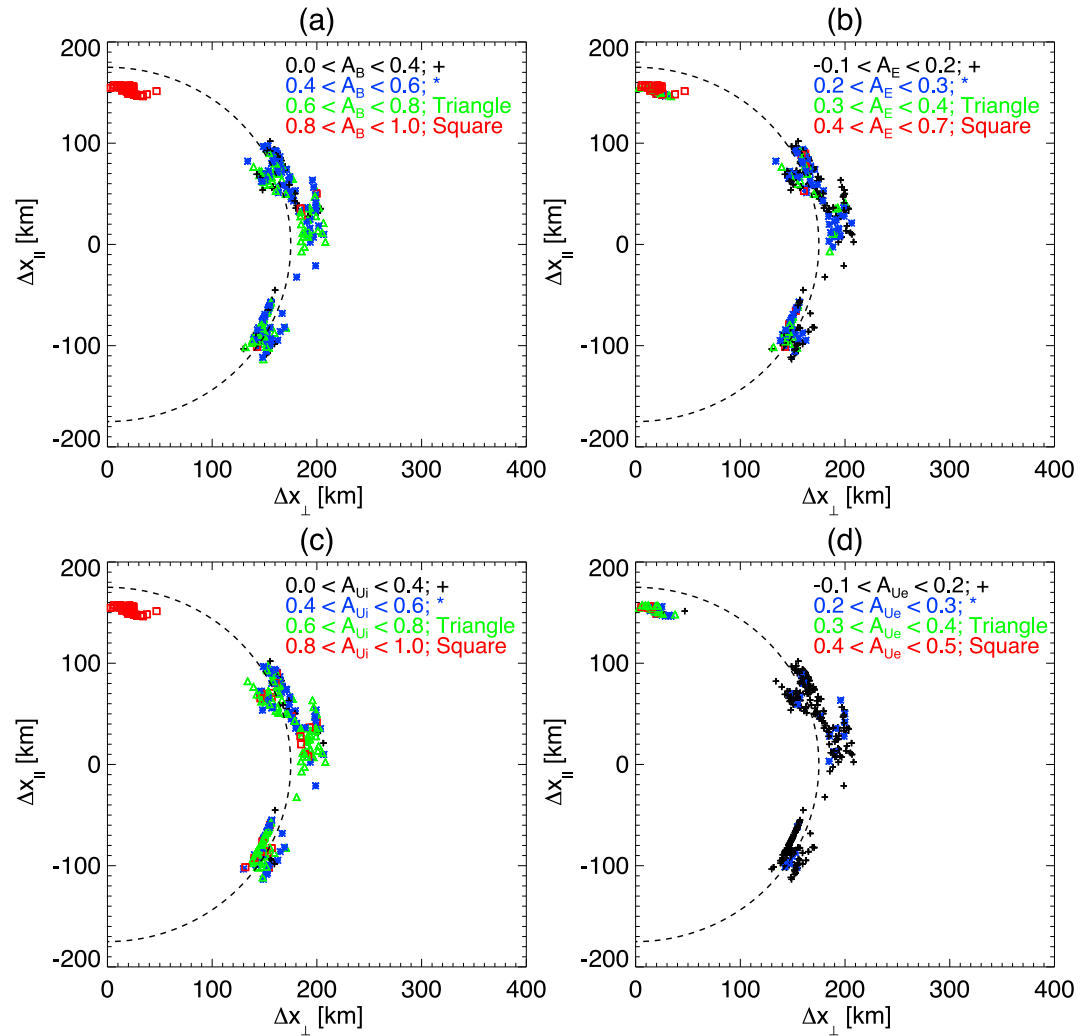 (a)
0.0 < A_B < 0.4; +
0.4 < A_B < 0.6; *
0.6 < A_B < 0.8; Triangle
0.8 < A_B < 1.0; Square
200
100
0
-100
-200
Δx_|| [km]
0 100 200 300 400
Δx_⊥ [km]
(b)
-0.1 < A_E < 0.2; +
0.2 < A_E < 0.3; *
0.3 < A_E < 0.4; Triangle
0.4 < A_E < 0.7; Square
200
100
0
-100
-200
Δx_|| [km]
0 100 200 300 400
Δx_⊥ [km]
(c)
0.0 < A_Ui < 0.4; +
0.4 < A_Ui < 0.6; *
0.6 < A_Ui < 0.8; Triangle
0.8 < A_Ui < 1.0; Square
200
100
0
-100
-200
Δx_|| [km]
0 100 200 300 400
Δx_⊥ [km]
(d)
-0.1 < A_Ue < 0.2; +
0.2 < A_Ue < 0.3; *
0.3 < A_Ue < 0.4; Triangle
0.4 < A_Ue < 0.5; Square
200
100
0
-100
-200
Δx_|| [km]
0 100 200 300 400
Δx_⊥ [km]